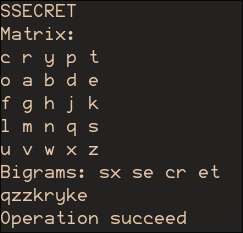 SSECRET
Matrix:
c r y p t
o a b d e
f g h j k
l m n q s
u v w x z
Bigrams: sx se cr et
qzzkryke
Operation succeed